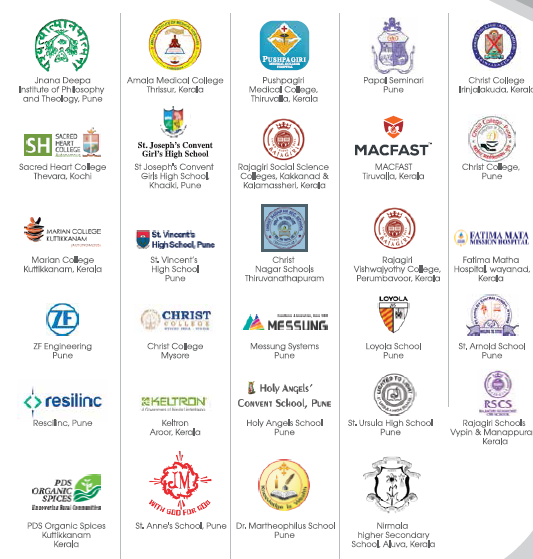 Jnana Deepa
Institute of Philosophy
and Theology, Pune
Amala Medical College
Thrissur, Kerala
PUSHPAGIRI
Pushpagiri
Medical College,
Thiruvalla, Kerala
Papal Seminari
Pune
Christ College
Irinjalakuda, Kerala
SH SACRED
HEART
COLLEGE
Sacred Heart College
Thevara, Kochi
St. Joseph's Convent
Girl's High School
St Joseph's Convent
Girls High School,
Khadki, Pune
RAJAGIRI
Rajagiri Social Science
Colleges, Kakkanad &
Kalamassheri, Kerala
MACFAST
MACFAST
Tiruvalla, Kerala
Christ College,
Pune
MARIAN COLLEGE
KUTTIKKANAM
Marian College
Kuttikkanam, Kerala
St. Vincent's
High School, Pune
St. Vincent's
High School
Pune
Christ
Nagar Schools
Thiruvanathapuram
RAJAGIRI
Rajagiri
Vishwajyothy College,
Perumbavoor, Kerala
FATIMA MATA
MISSION HOSPITAL
Fatima Matha
Hospital, wayanad,
Kerala
ZF
ZF Engineering
Pune
CHRIST
COLLEGE
Christ College
Mysore
MESSUNG
Messung Systems
Pune
LOYOLA
Loyola School
Pune
St, Arnold School
Pune
resilinc
Rescilinc, Pune
KELTRON
Keltron
Aroor, Kerala
Holy Angels'
Convent School, Pune
Holy Angels School
Pune
St. Ursula High School
Pune
RSCS
Rajagiri Schools
Vypin & Manappuram
Kerala
PDS
ORGANIC
SPICES
Empowering Rural Communities
PDS Organic Spices
Kuttikkanam
Kerala
JM
WITH GOD FOR GOD
St. Anne's School, Pune
Dr. Martheophilus School
Pune
Nirmala
higher Secondary
School, Aluva, Kerala